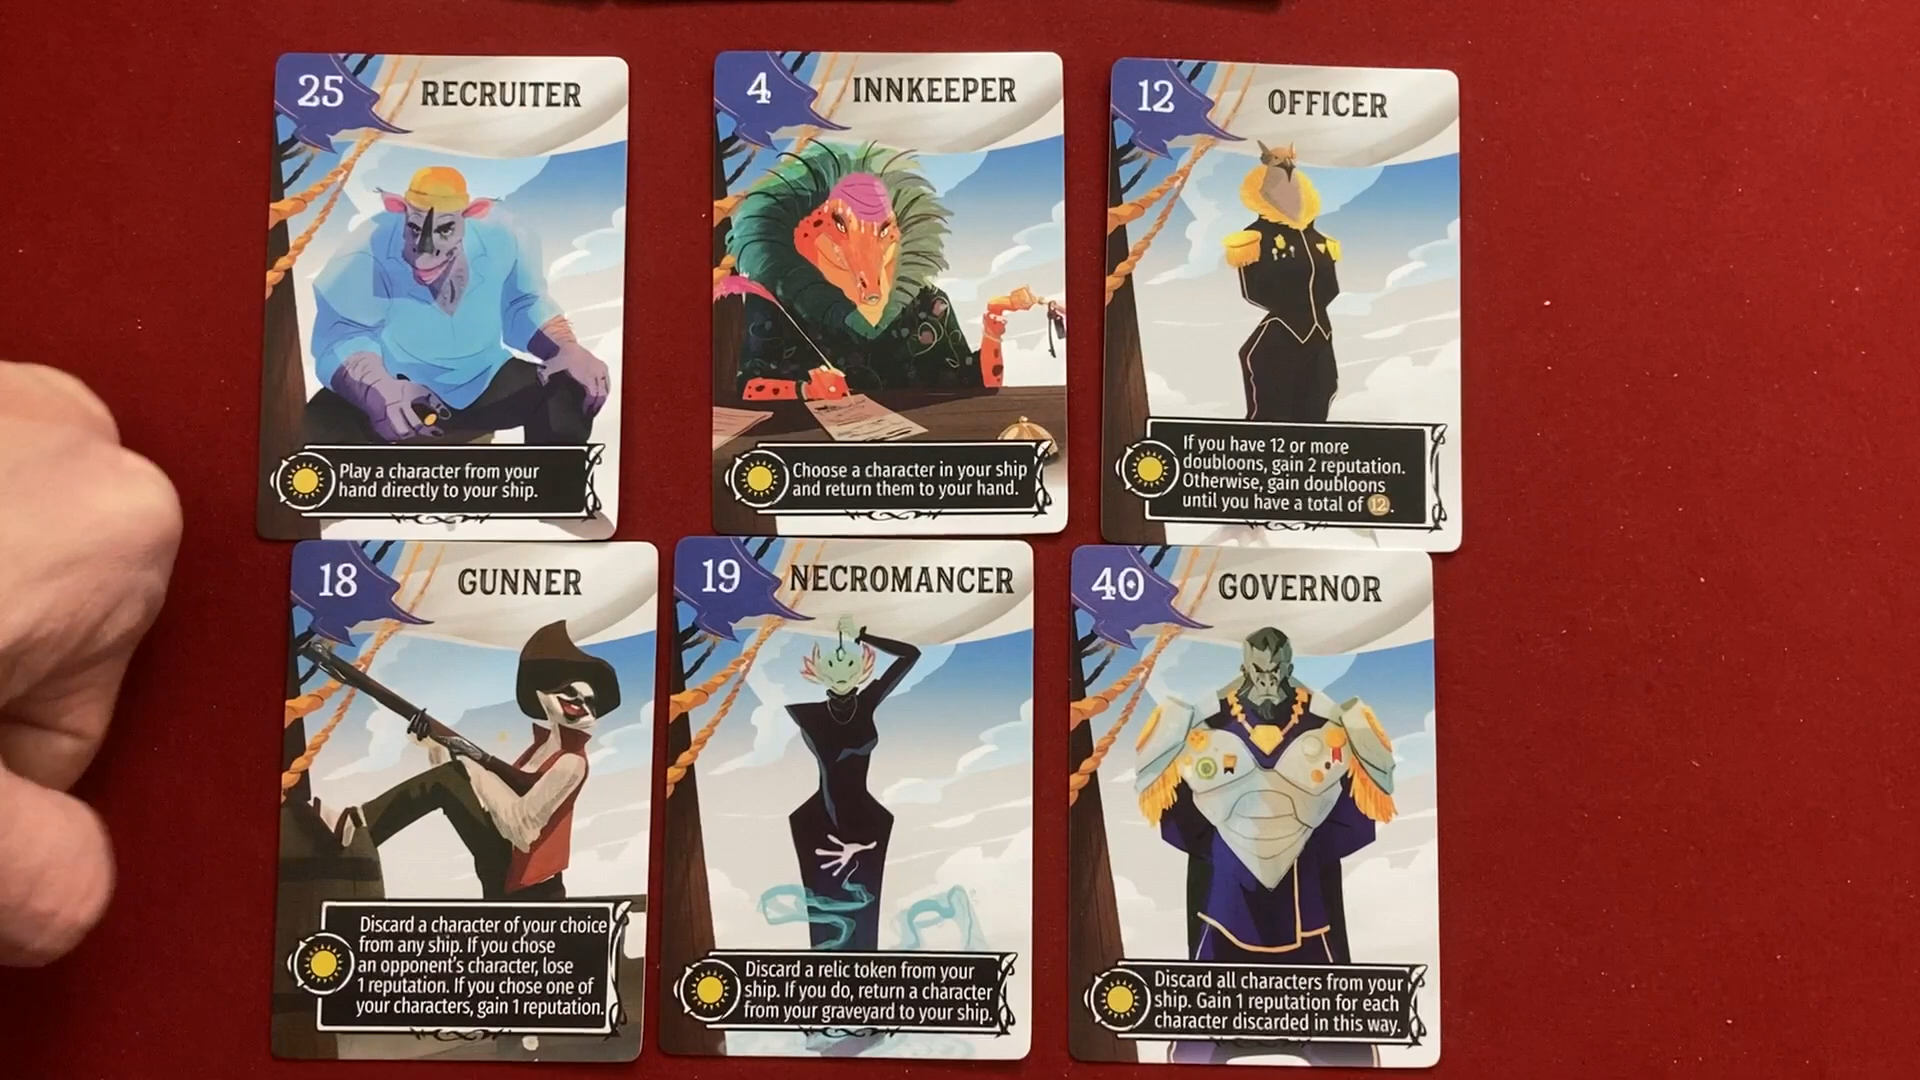 25 RECRUITER
Play a character from your
hand directly to your ship.
4 INNKEEPER
Choose a character in your ship
and return them to your hand.
12 OFFICER
If you have 12 or more
doubloons, gain 2 reputation.
Otherwise, gain doubloons
until you have a total of 12.
18 GUNNER
Discard a character of your choice
from any ship. If you chose
an opponent's character, lose
1 reputation. If you chose one of
your characters, gain 1 reputation.
19 NECROMANCER
Discard a relic token from your
ship. If you do, return a character
from your graveyard to your ship.
40 GOVERNOR
Discard all characters from your
ship. Gain 1 reputation for each
character discarded in this way.